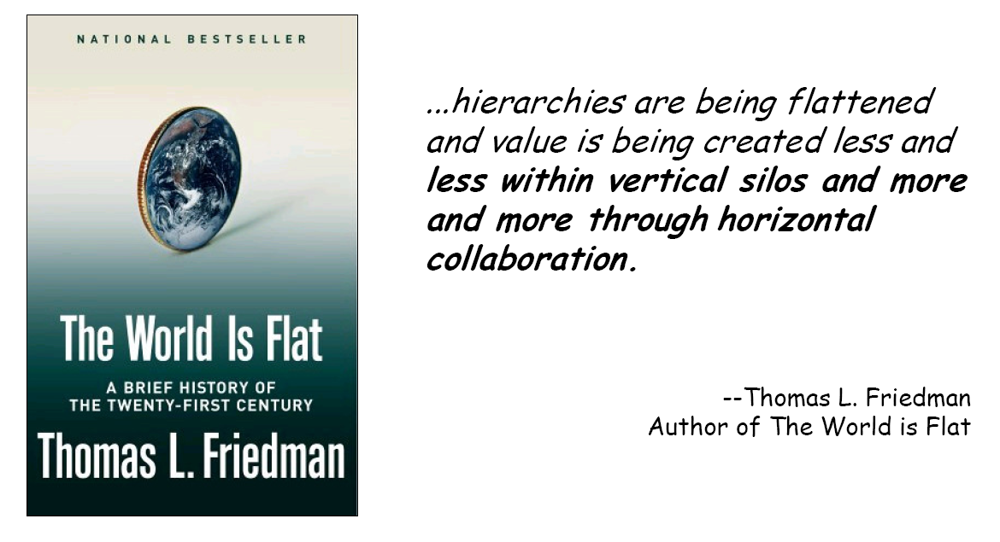 NATIONAL BESTSELLER
The World Is Flat
A BRIEF HISTORY OF
THE TWENTY-FIRST CENTURY
Thomas L. Friedman
...hierarchies are being flattened
and value is being created less and
less within vertical silos and more
and more through horizontal
collaboration.
--Thomas L. Friedman
Author of The World is Flat